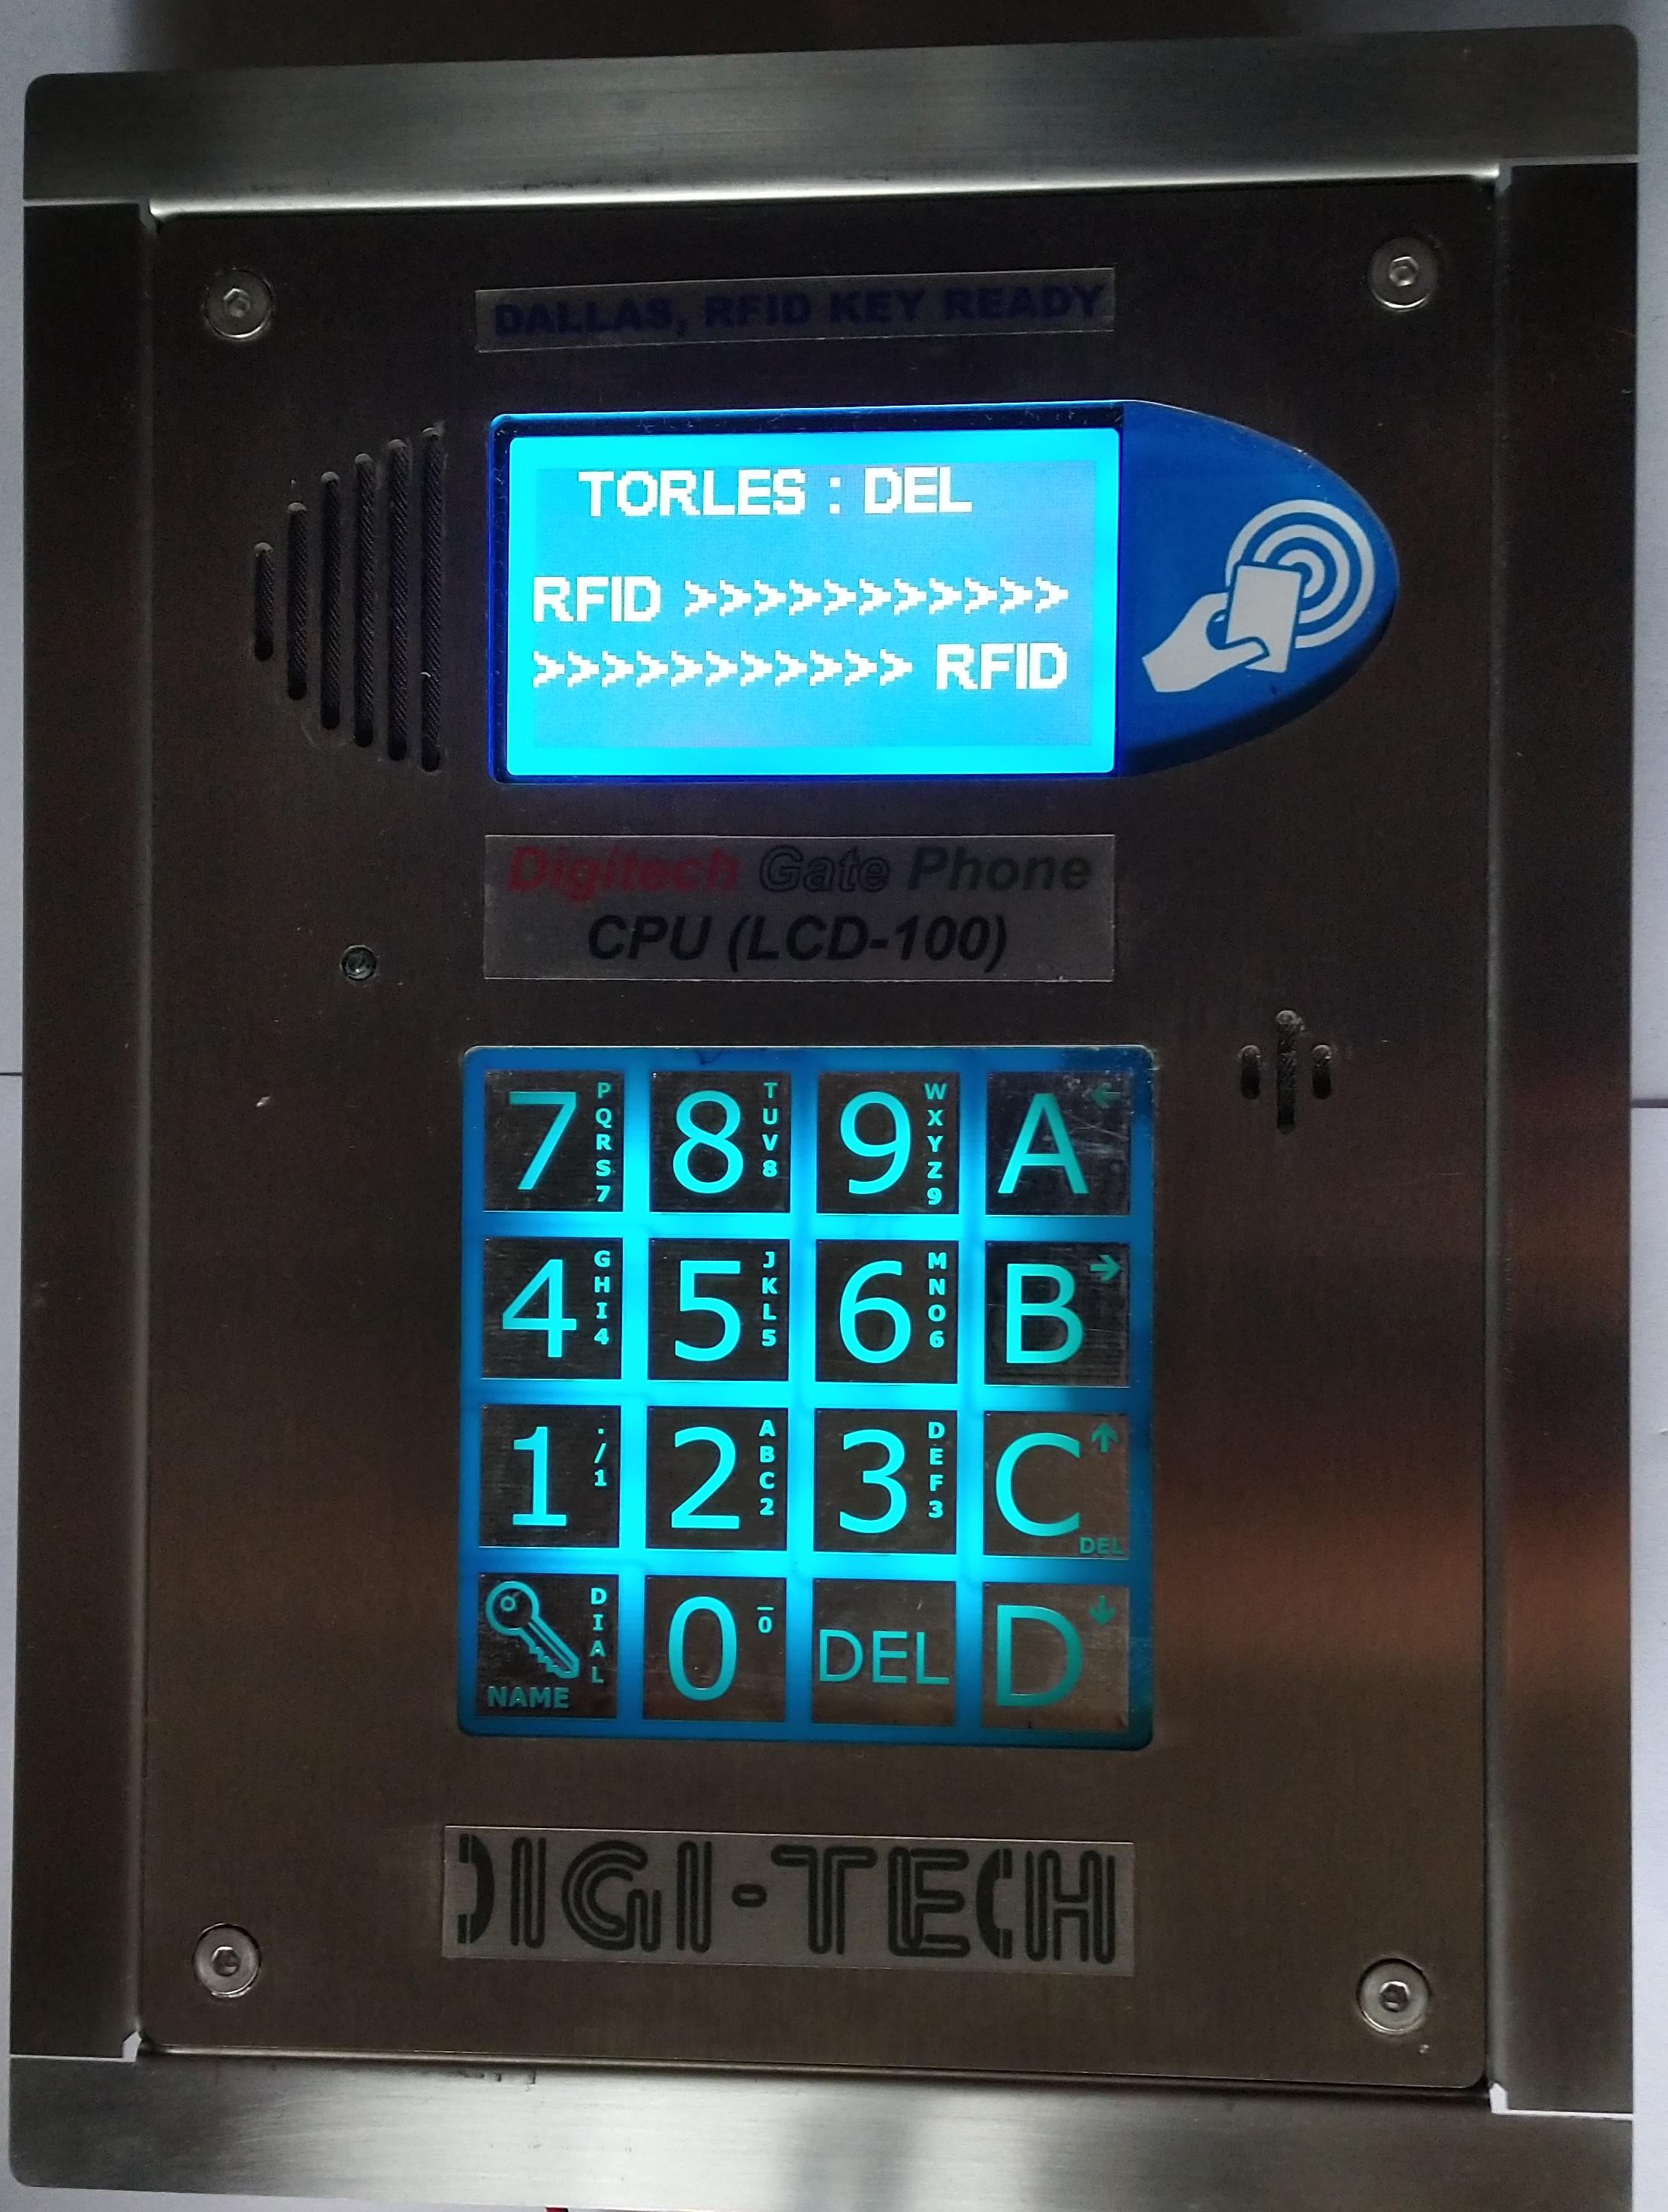 DALLAS, RFID KEY READY
TORLES : DEL
RFID >>>>>>>>>>>
>>>>>>>>>>> RFID
Digitech Gate Phone
CPU (LCD-100)
7 PQRS7 8 TUV8 9 WXYZ9 A ←
4 GHI4 5 JKL5 6 MNO6 B →
1 ./1 2 ABC2 3 DEF3 C ↑ DEL
DIAL NAME 0 _0 DEL D ↓
DIGI-TECH